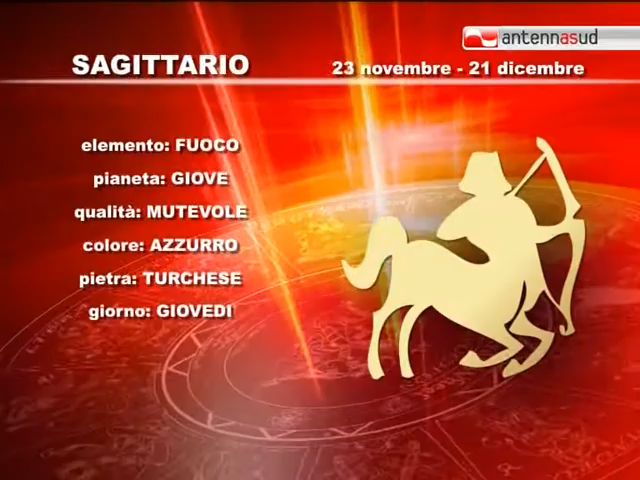 antennasud
SAGITTARIO
23 novembre - 21 dicembre
elemento: FUOCO
pianeta: GIOVE
qualità: MUTEVOLE
colore: AZZURRO
pietra: TURCHESE
giorno: GIOVEDI